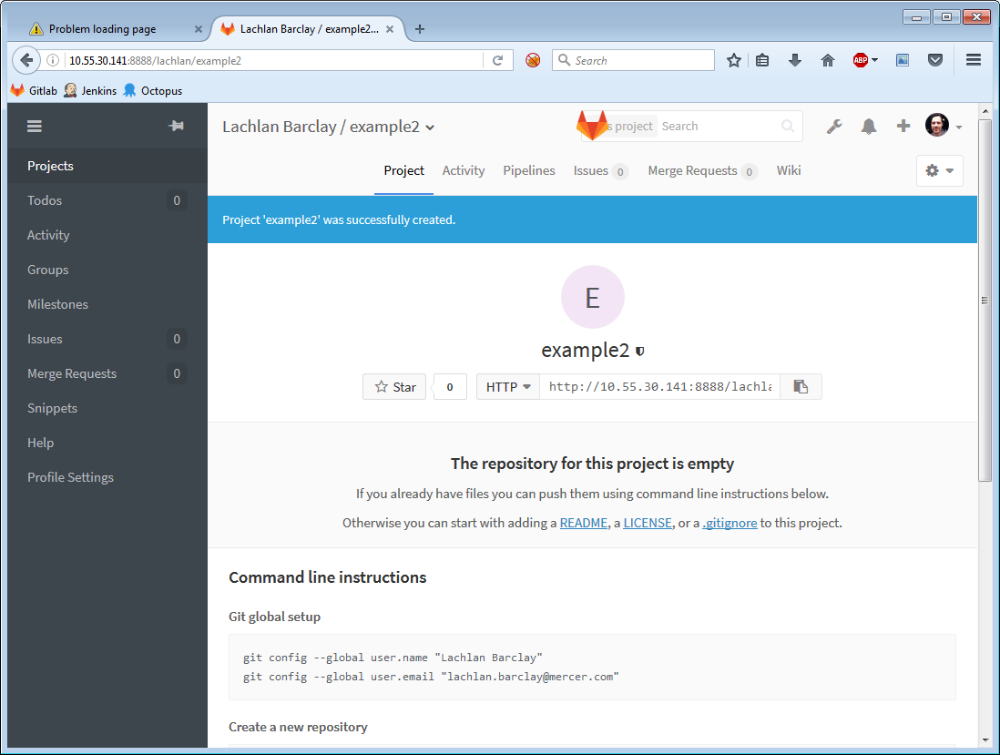 Problem loading page
Lachlan Barclay / example2...
10.55.30.141:8888/lachlan/example2
Search
ABP
Gitlab
Jenkins
Octopus
Lachlan Barclay / example2
project
Search
Project
Activity
Pipelines
Issues 0
Merge Requests 0
Wiki
Projects
Todos 0
Activity
Groups
Milestones
Issues 0
Merge Requests 0
Snippets
Help
Profile Settings
Project 'example2' was successfully created.
E
example2
Star
0
HTTP
http://10.55.30.141:8888/lachla
The repository for this project is empty
If you already have files you can push them using command line instructions below.
Otherwise you can start with adding a README, a LICENSE, or a .gitignore to this project.
Command line instructions
Git global setup
git config --global user.name "Lachlan Barclay"
git config --global user.email "lachlan.barclay@mercer.com"
Create a new repository